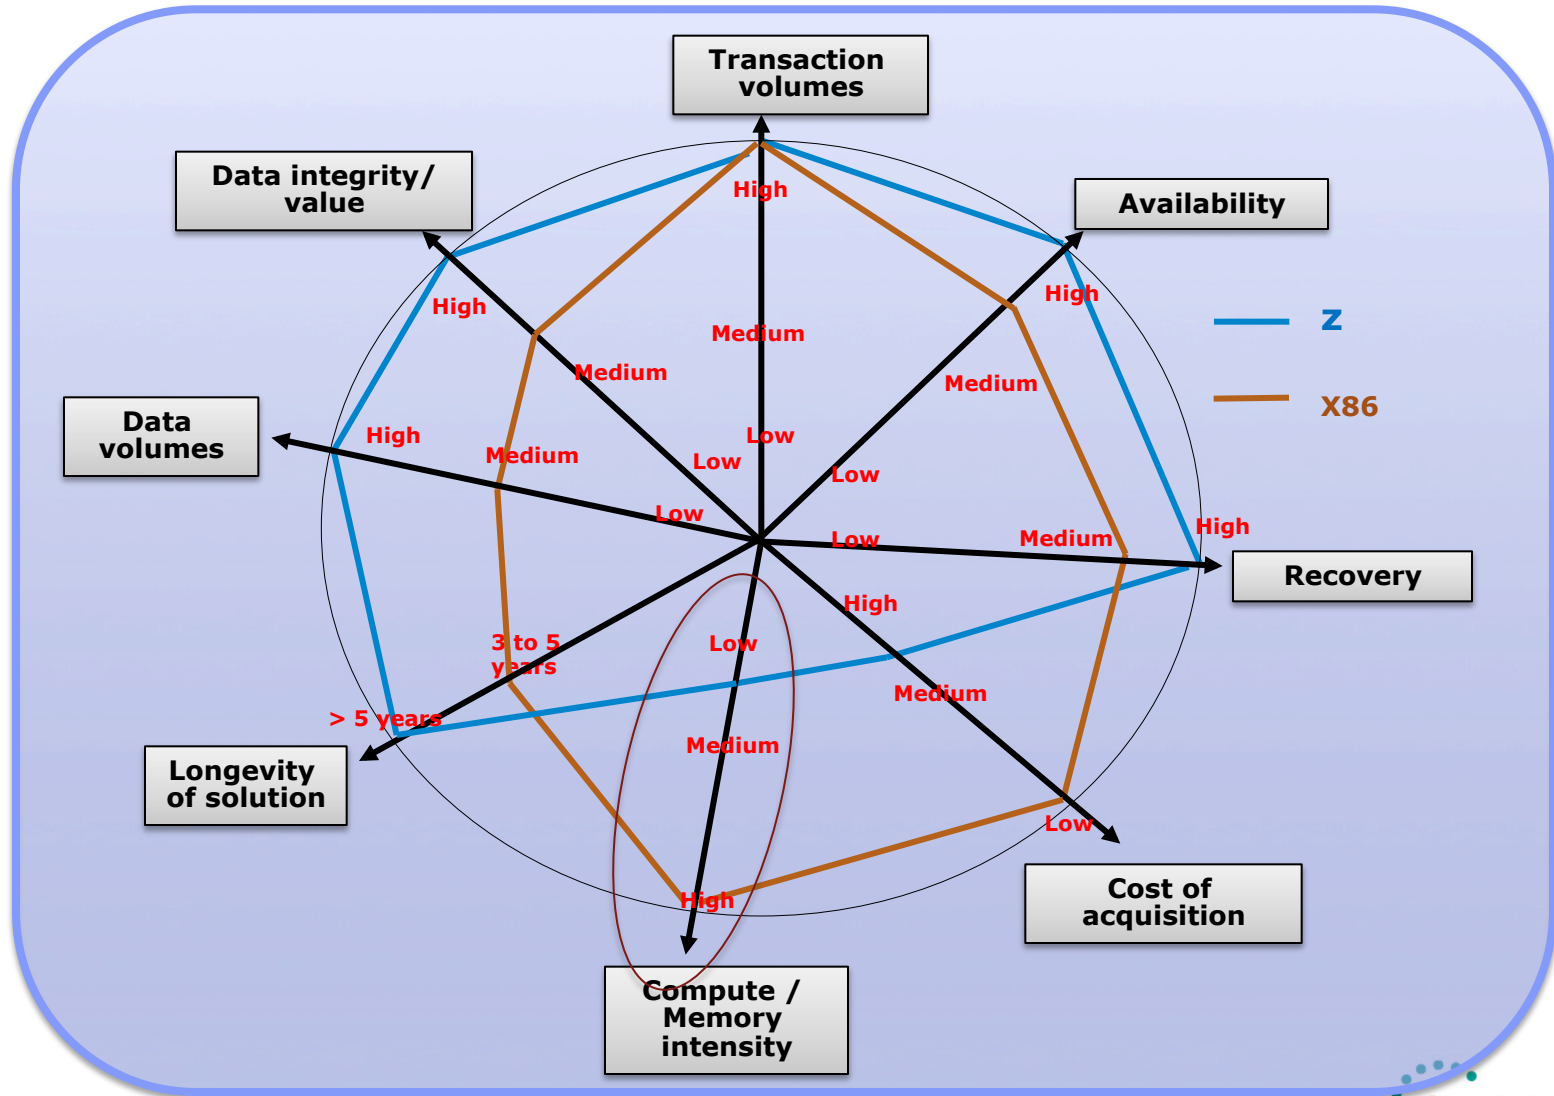 Transaction
volumes
Data integrity/
value
High
Availability
High
High
z
Medium
Medium
Medium
X86
Data
volumes
High
Medium
Low
Low
Low
Low
Low
Medium
High
Recovery
High
3 to 5
years
Low
Medium
> 5 years
Medium
Longevity
of solution
Low
High
Cost of
acquisition
Compute /
Memory
intensity